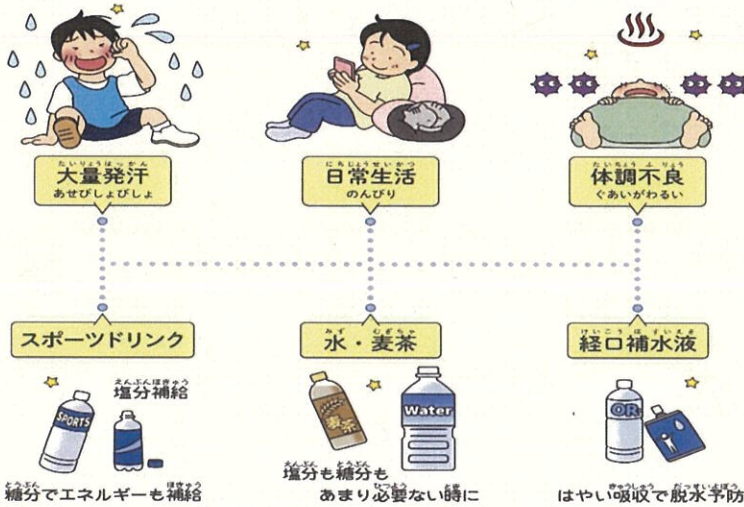 大量発汗
あせびしょびしょ
日常生活
のんびり
体調不良
ぐあいがわるい
スポーツドリンク
水・麦茶
経口補水液
塩分補給
SPORTS
糖分でエネルギーも補給
麦茶
Water
塩分も糖分も
あまり必要ない時に
OR
はやい吸収で脱水予防